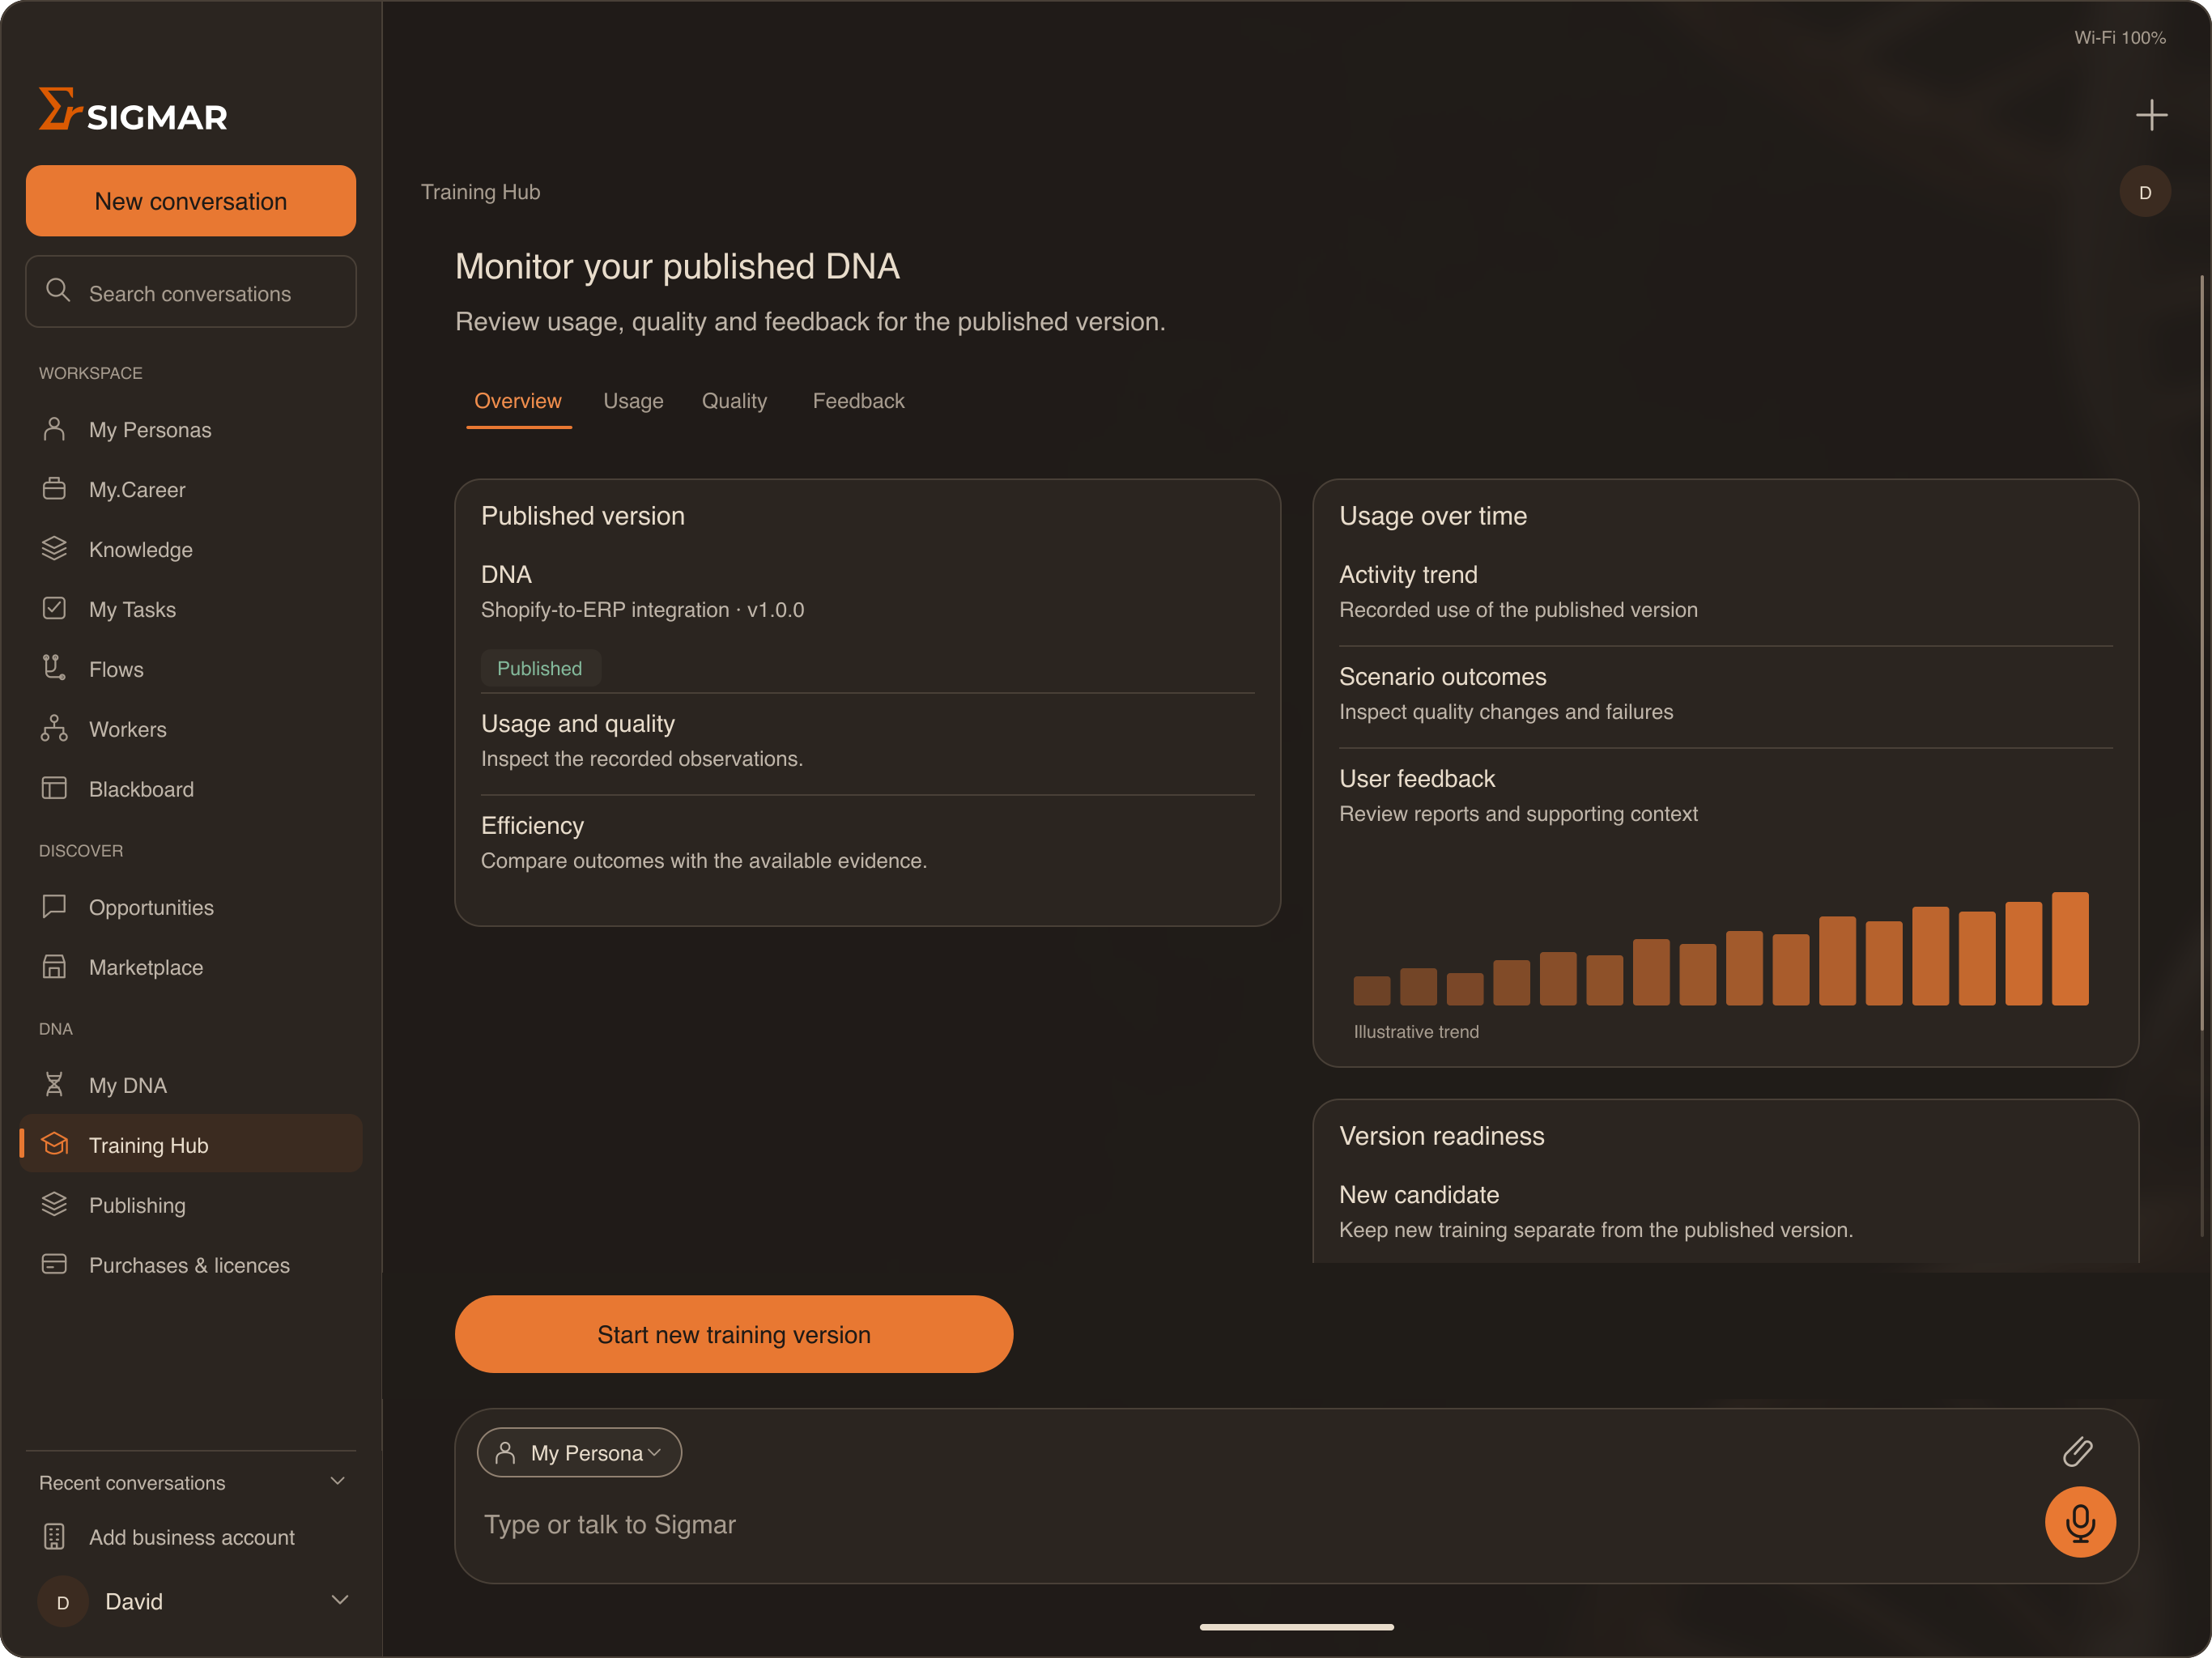 Wi-Fi 100%
Σr SIGMAR
New conversation
Search conversations
WORKSPACE
My Personas
My.Career
Knowledge
My Tasks
Flows
Workers
Blackboard
DISCOVER
Opportunities
Marketplace
DNA
My DNA
Training Hub
Publishing
Purchases & licences
Recent conversations
Add business account
D
David
Training Hub
D
Monitor your published DNA
Review usage, quality and feedback for the published version.
Overview Usage Quality Feedback
Published version
DNA
Shopify-to-ERP integration · v1.0.0
Published
Usage and quality
Inspect the recorded observations.
Efficiency
Compare outcomes with the available evidence.
Usage over time
Activity trend
Recorded use of the published version
Scenario outcomes
Inspect quality changes and failures
User feedback
Review reports and supporting context
Illustrative trend
Version readiness
New candidate
Keep new training separate from the published version.
Start new training version
My Persona
Type or talk to Sigmar